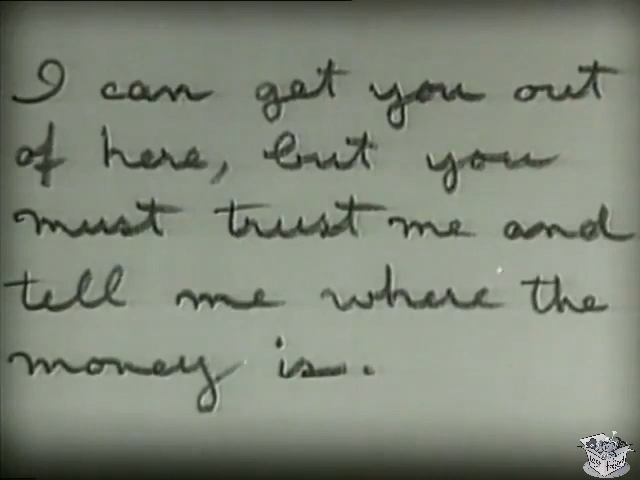 I can get you out
of here, but you
must trust me and
tell me where the
money is.